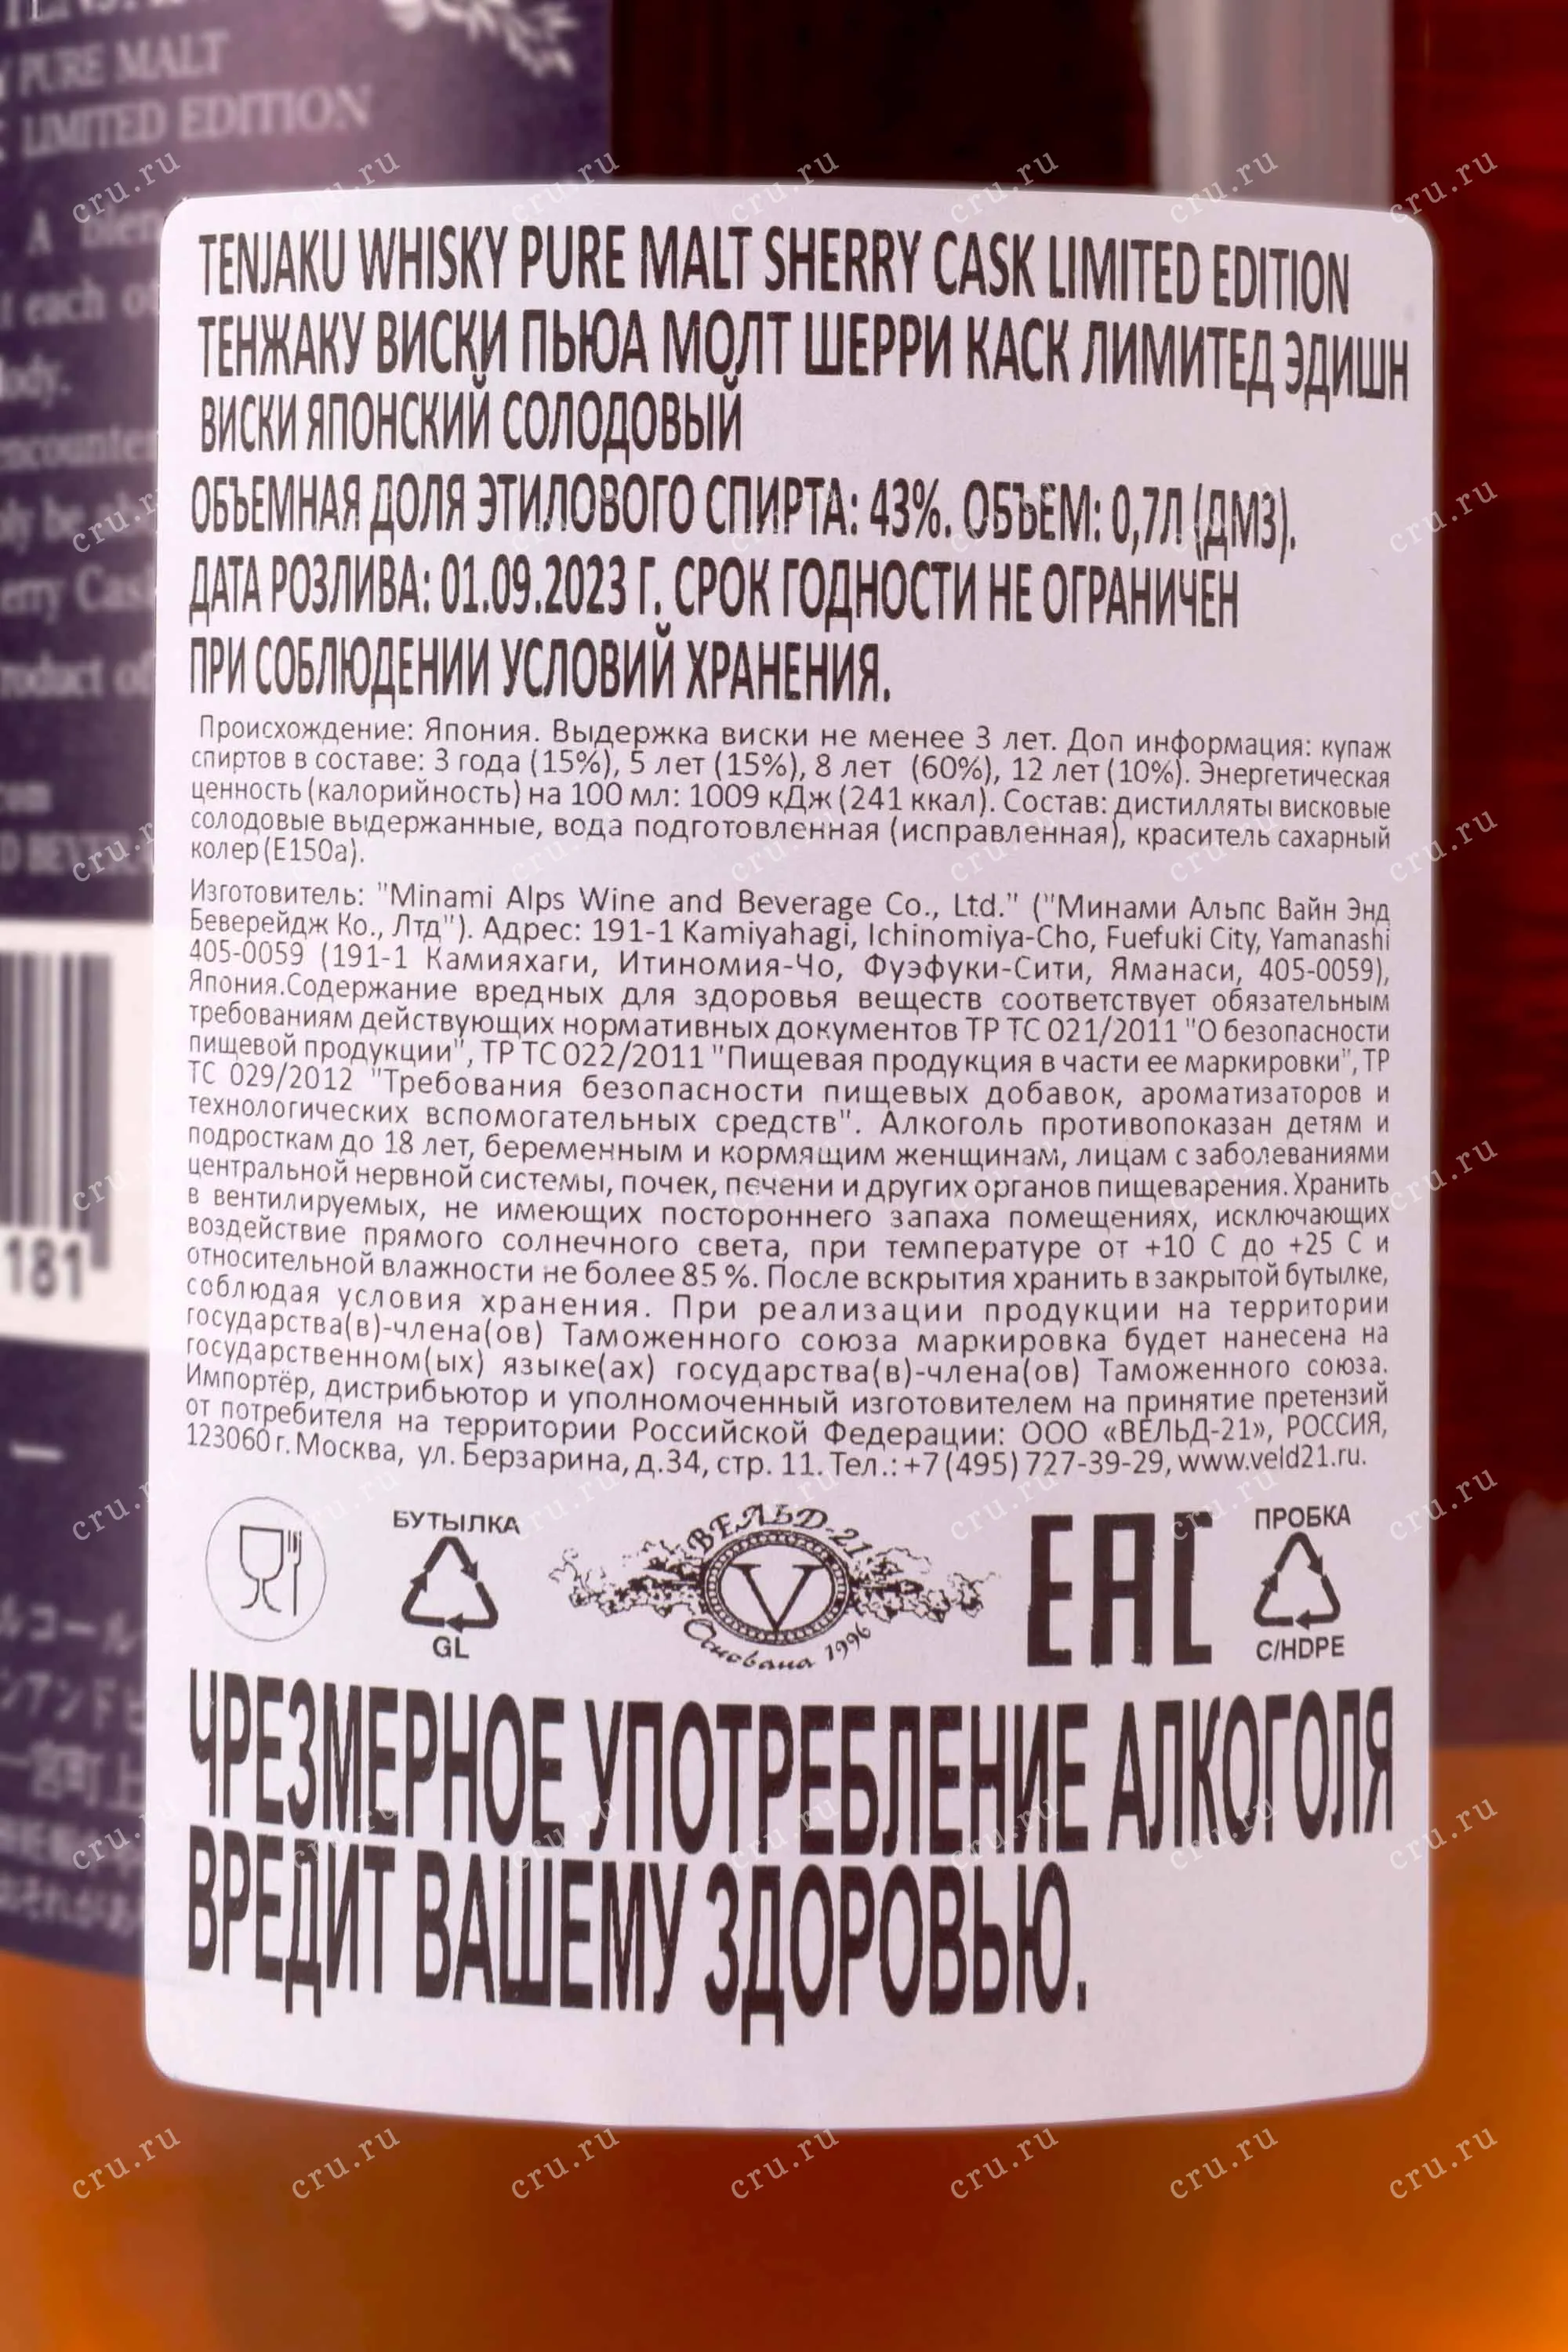 PURE MALT
LIMITED EDITION
A
each
encounter
181
TENJAKU WHISKY PURE MALT SHERRY CASK LIMITED EDITION
ТЕНЖАКУ ВИСКИ ПЬЮА МОЛТ ШЕРРИ КАСК ЛИМИТЕД ЭДИШН
ВИСКИ ЯПОНСКИЙ СОЛОДОВЫЙ
ОБЪЕМНАЯ ДОЛЯ ЭТИЛОВОГО СПИРТА: 43%. ОБЪЕМ: 0,7Л (ДМ3).
ДАТА РОЗЛИВА: 01.09.2023 Г. СРОК ГОДНОСТИ НЕ ОГРАНИЧЕН
ПРИ СОБЛЮДЕНИИ УСЛОВИЙ ХРАНЕНИЯ.
Происхождение: Япония. Выдержка виски не менее 3 лет. Доп информация: купаж
спиртов в составе: 3 года (15%), 5 лет (15%), 8 лет (60%), 12 лет (10%). Энергетическая
ценность (калорийность) на 100 мл: 1009 кДж (241 ккал). Состав: дистилляты висковые
солодовые выдержанные, вода подготовленная (исправленная), краситель сахарный
колер (Е150а).
Изготовитель: "Minami Alps Wine and Beverage Co., Ltd." ("Минами Альпс Вайн Энд
Беверейдж Ко., Лтд"). Адрес: 191-1 Kamiyahagi, Ichinomiya-Cho, Fuefuki City, Yamanashi
405-0059 (191-1 Камияхаги, Итиномия-Чо, Фуэфуки-Сити, Яманаси, 405-0059),
Япония.Содержание вредных для здоровья веществ соответствует обязательным
требованиям действующих нормативных документов ТР ТС 021/2011 "О безопасности
пищевой продукции", ТР ТС 022/2011 "Пищевая продукция в части ее маркировки", ТР
ТС 029/2012 "Требования безопасности пищевых добавок, ароматизаторов и
технологических вспомогательных средств". Алкоголь противопоказан детям и
подросткам до 18 лет, беременным и кормящим женщинам, лицам с заболеваниями
центральной нервной системы, почек, печени и других органов пищеварения. Хранить
в вентилируемых, не имеющих постороннего запаха помещениях, исключающих
воздействие прямого солнечного света, при температуре от +10 С до +25 С и
относительной влажности не более 85 %. После вскрытия хранить в закрытой бутылке,
соблюдая условия хранения. При реализации продукции на территории
государства(в)-члена(ов) Таможенного союза маркировка будет нанесена на
государственном(ых) языке(ах) государства(в)-члена(ов) Таможенного союза.
Импортёр, дистрибьютор и уполномоченный изготовителем на принятие претензий
от потребителя на территории Российской Федерации: ООО «ВЕЛЬД-21», РОССИЯ,
123060 г. Москва, ул. Берзарина, д.34, стр. 11. Тел.: +7 (495) 727-39-29, www.veld21.ru.
БУТЫЛКА
GL
ВЕЛЬД-21
V
Основана 1996
EAC
ПРОБКА
C/HDPE
ЧРЕЗМЕРНОЕ УПОТРЕБЛЕНИЕ АЛКОГОЛЯ
ВРЕДИТ ВАШЕМУ ЗДОРОВЬЮ.
cru.ru